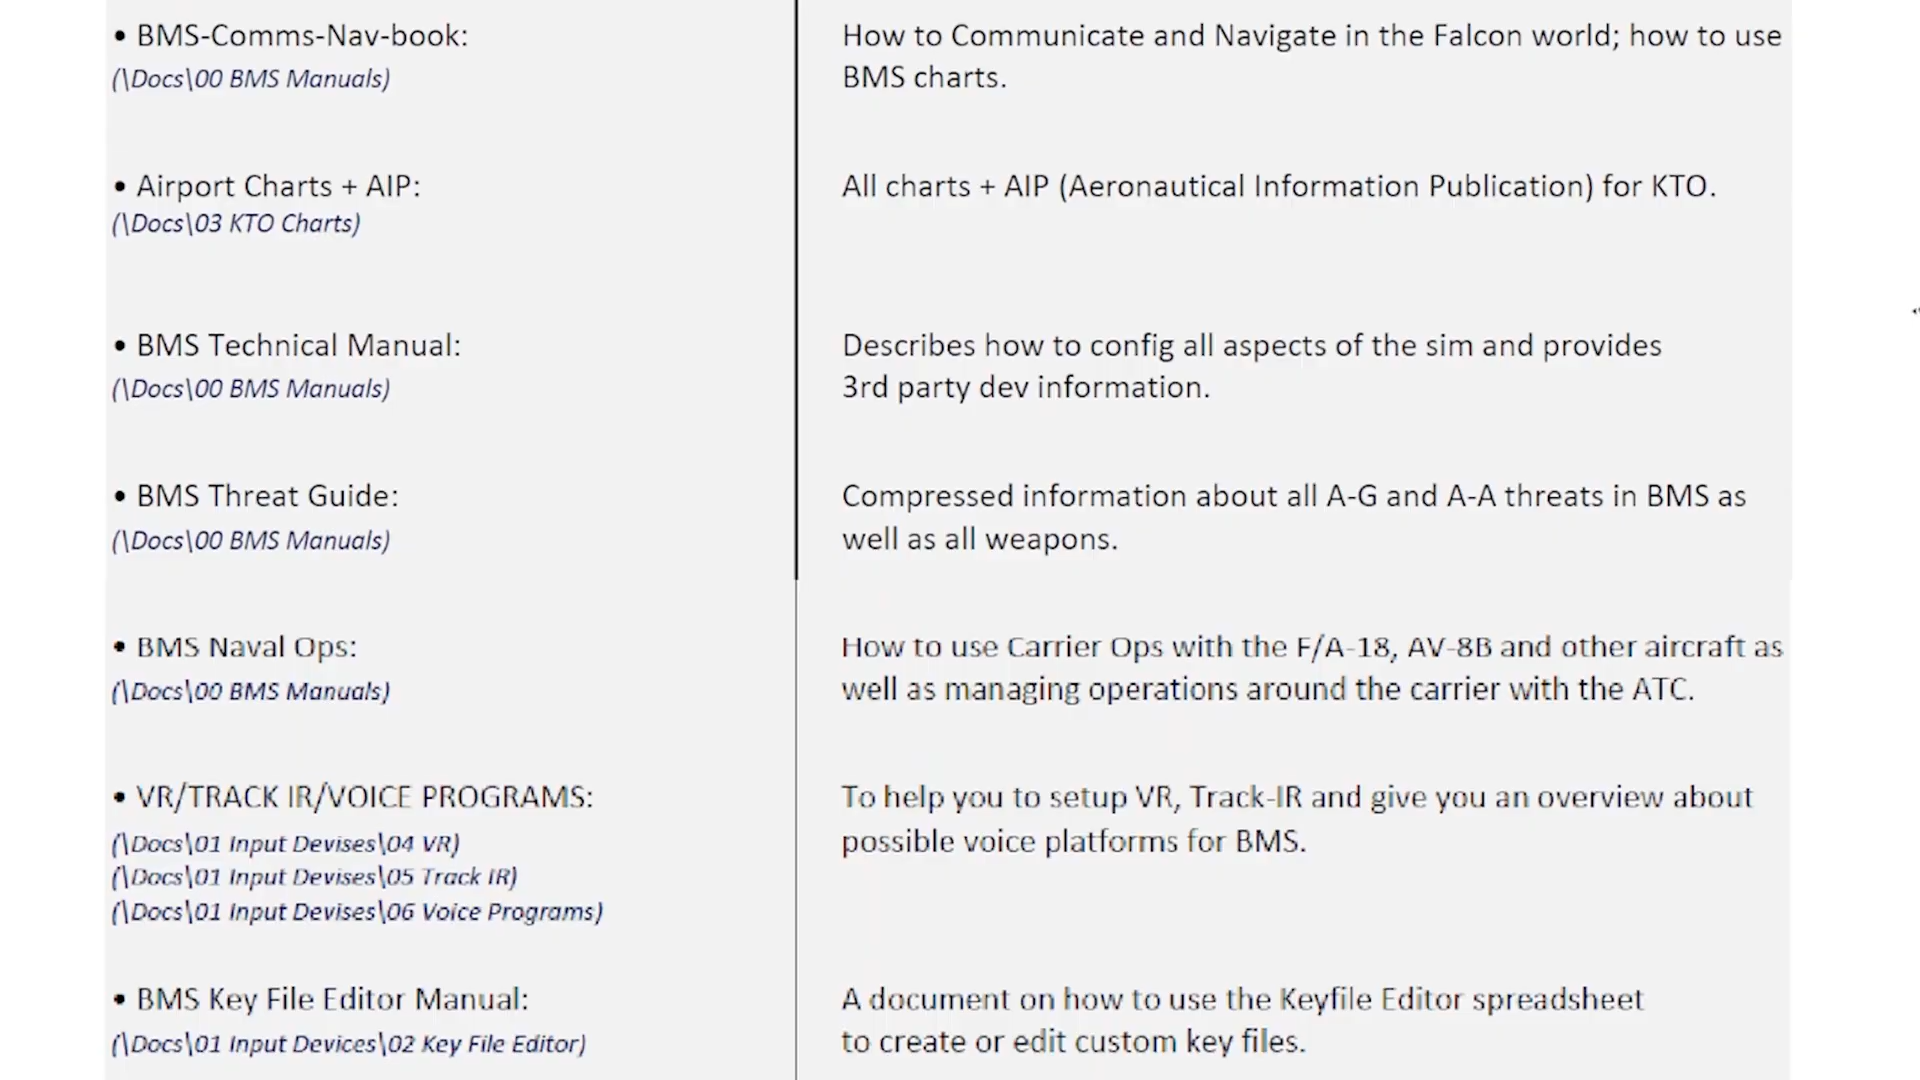 • BMS-Comms-Nav-book:
(\Docs\00 BMS Manuals)
How to Communicate and Navigate in the Falcon world; how to use
BMS charts.
• Airport Charts + AIP:
(\Docs\03 KTO Charts)
All charts + AIP (Aeronautical Information Publication) for KTO.
• BMS Technical Manual:
(\Docs\00 BMS Manuals)
Describes how to config all aspects of the sim and provides
3rd party dev information.
• BMS Threat Guide:
(\Docs\00 BMS Manuals)
Compressed information about all A-G and A-A threats in BMS as
well as all weapons.
• BMS Naval Ops:
(\Docs\00 BMS Manuals)
How to use Carrier Ops with the F/A-18, AV-8B and other aircraft as
well as managing operations around the carrier with the ATC.
• VR/TRACK IR/VOICE PROGRAMS:
(\Docs\01 Input Devises\04 VR)
(\Docs\01 Input Devises\05 Track IR)
(\Docs\01 Input Devises\06 Voice Programs)
To help you to setup VR, Track-IR and give you an overview about
possible voice platforms for BMS.
• BMS Key File Editor Manual:
(\Docs\01 Input Devices\02 Key File Editor)
A document on how to use the Keyfile Editor spreadsheet
to create or edit custom key files.